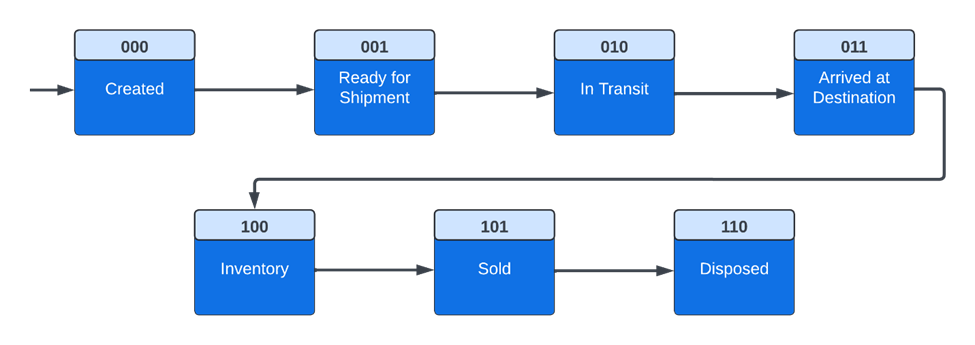 000
Created
001
Ready for
Shipment
010
In Transit
011
Arrived at
Destination
100
Inventory
101
Sold
110
Disposed